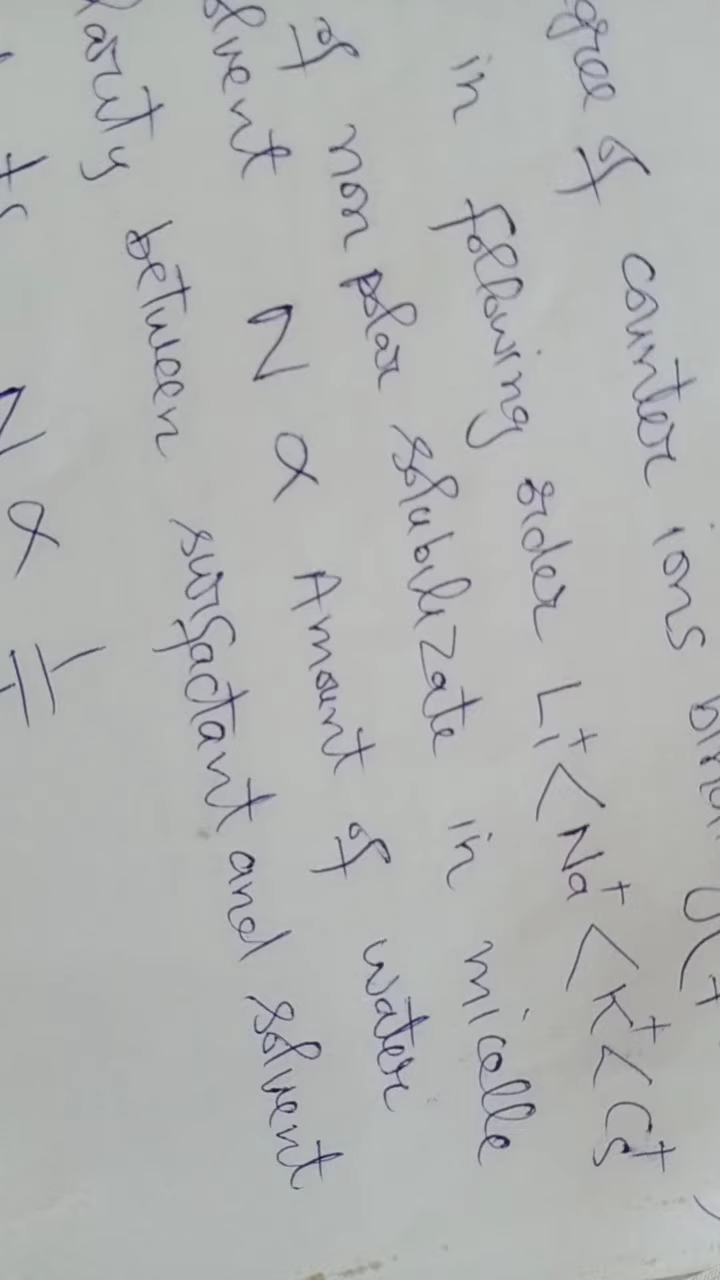 gree of counter ions
in following order Li+ < Na+ < K+ < Cs+
of non polar solubilizate in micelle
lvent N α Amount of water
larity between surfactant and solvent
N α 1